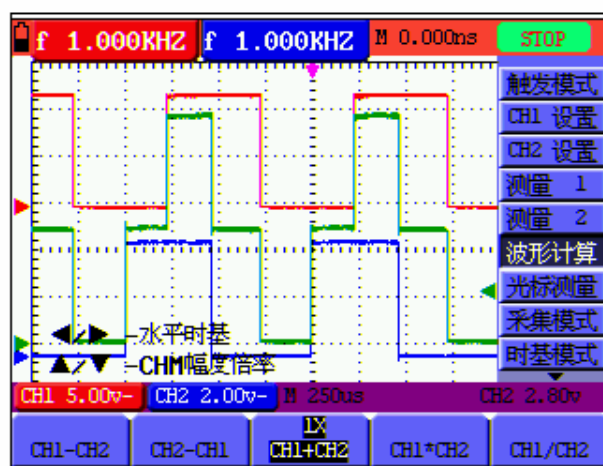 f 1.000KHZ f 1.000KHZ M 0.000ns STOP
触发模式
CH1 设置
CH2 设置
测量 1
测量 2
波形计算
光标测量
采集模式
时基模式
◀/▶ -水平时基
▲/▼ -CHM幅度倍率
CH1 5.00v- CH2 2.00v- M 250us CH2 2.80v
1X
CH1-CH2 CH2-CH1 CH1+CH2 CH1*CH2 CH1/CH2